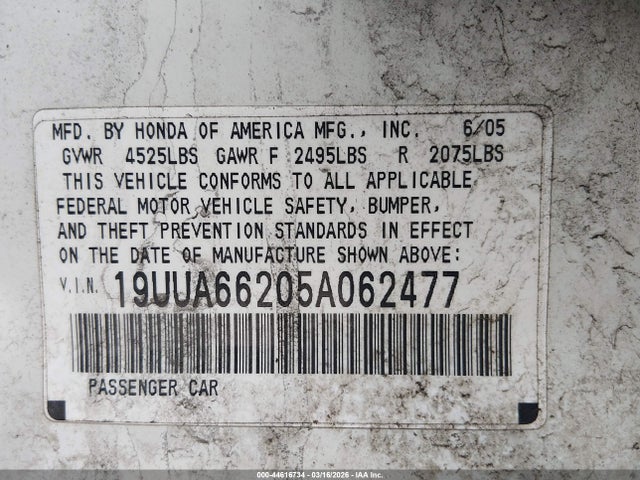 MFD. BY HONDA OF AMERICA MFG., INC. 6/05
GVWR 4525LBS GAWR F 2495LBS R 2075LBS
THIS VEHICLE CONFORMS TO ALL APPLICABLE
FEDERAL MOTOR VEHICLE SAFETY, BUMPER,
AND THEFT PREVENTION STANDARDS IN EFFECT
ON THE DATE OF MANUFACTURE SHOWN ABOVE:
V.I.N. 19UUA66205A062477
PASSENGER CAR
000-44616734 - 03/16/2026 - IAA Inc.